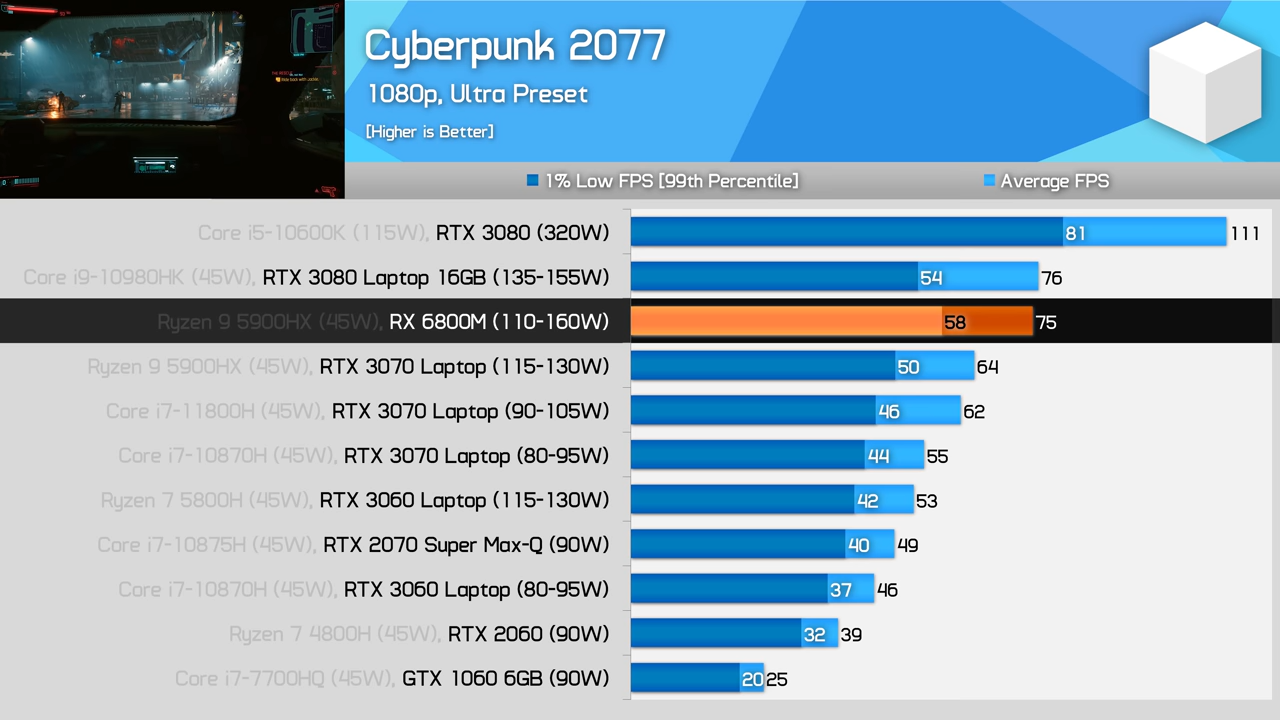 Cyberpunk 2077
1080p, Ultra Preset
[Higher is Better]
1% Low FPS [99th Percentile] Average FPS
Core i5-10600K (115W), RTX 3080 (320W) 81 111
Core i9-10980HK (45W), RTX 3080 Laptop 16GB (135-155W) 54 76
Ryzen 9 5900HX (45W), RX 6800M (110-160W) 58 75
Ryzen 9 5900HX (45W), RTX 3070 Laptop (115-130W) 50 64
Core i7-11800H (45W), RTX 3070 Laptop (90-105W) 46 62
Core i7-10870H (45W), RTX 3070 Laptop (80-95W) 44 55
Ryzen 7 5800H (45W), RTX 3060 Laptop (115-130W) 42 53
Core i7-10875H (45W), RTX 2070 Super Max-Q (90W) 40 49
Core i7-10870H (45W), RTX 3060 Laptop (80-95W) 37 46
Ryzen 7 4800H (45W), RTX 2060 (90W) 32 39
Core i7-7700HQ (45W), GTX 1060 6GB (90W) 20 25